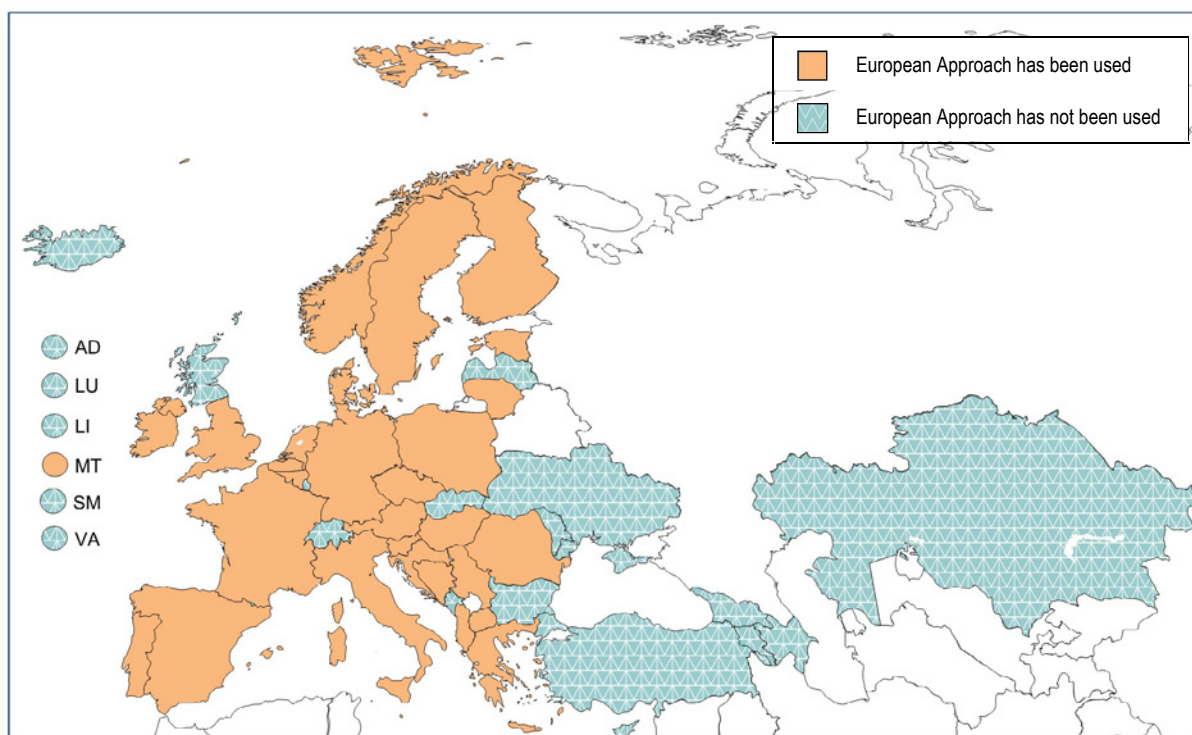 European Approach has been used
European Approach has not been used
AD
LU
LI
MT
SM
VA